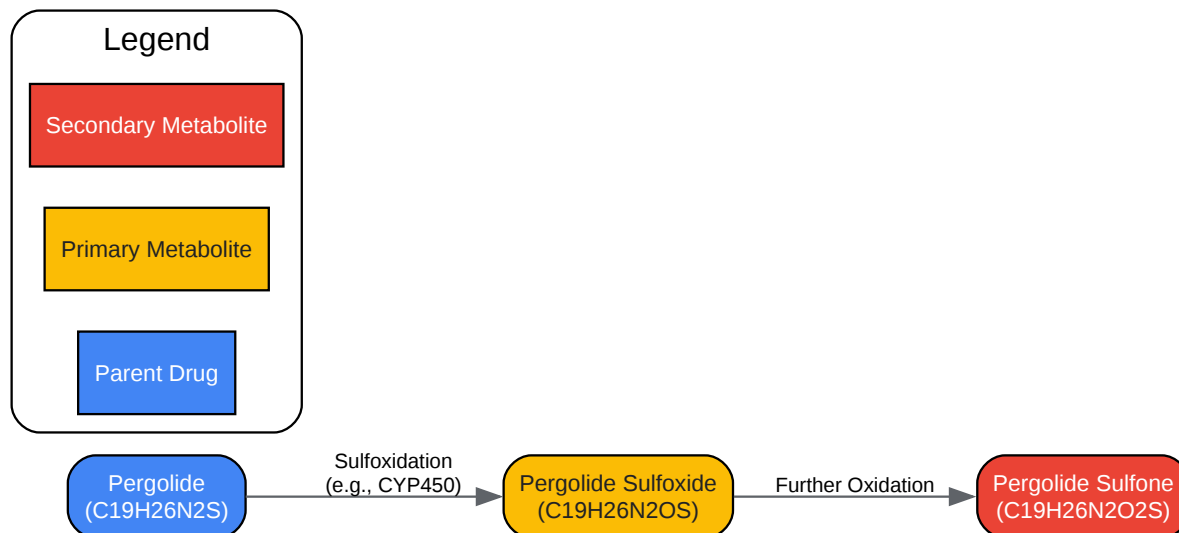 Legend
Secondary Metabolite
Primary Metabolite
Parent Drug
Pergolide
(C19H26N2S)
Sulfoxidation
(e.g., CYP450)
Pergolide Sulfoxide
(C19H26N2OS)
Further Oxidation
Pergolide Sulfone
(C19H26N2O2S)